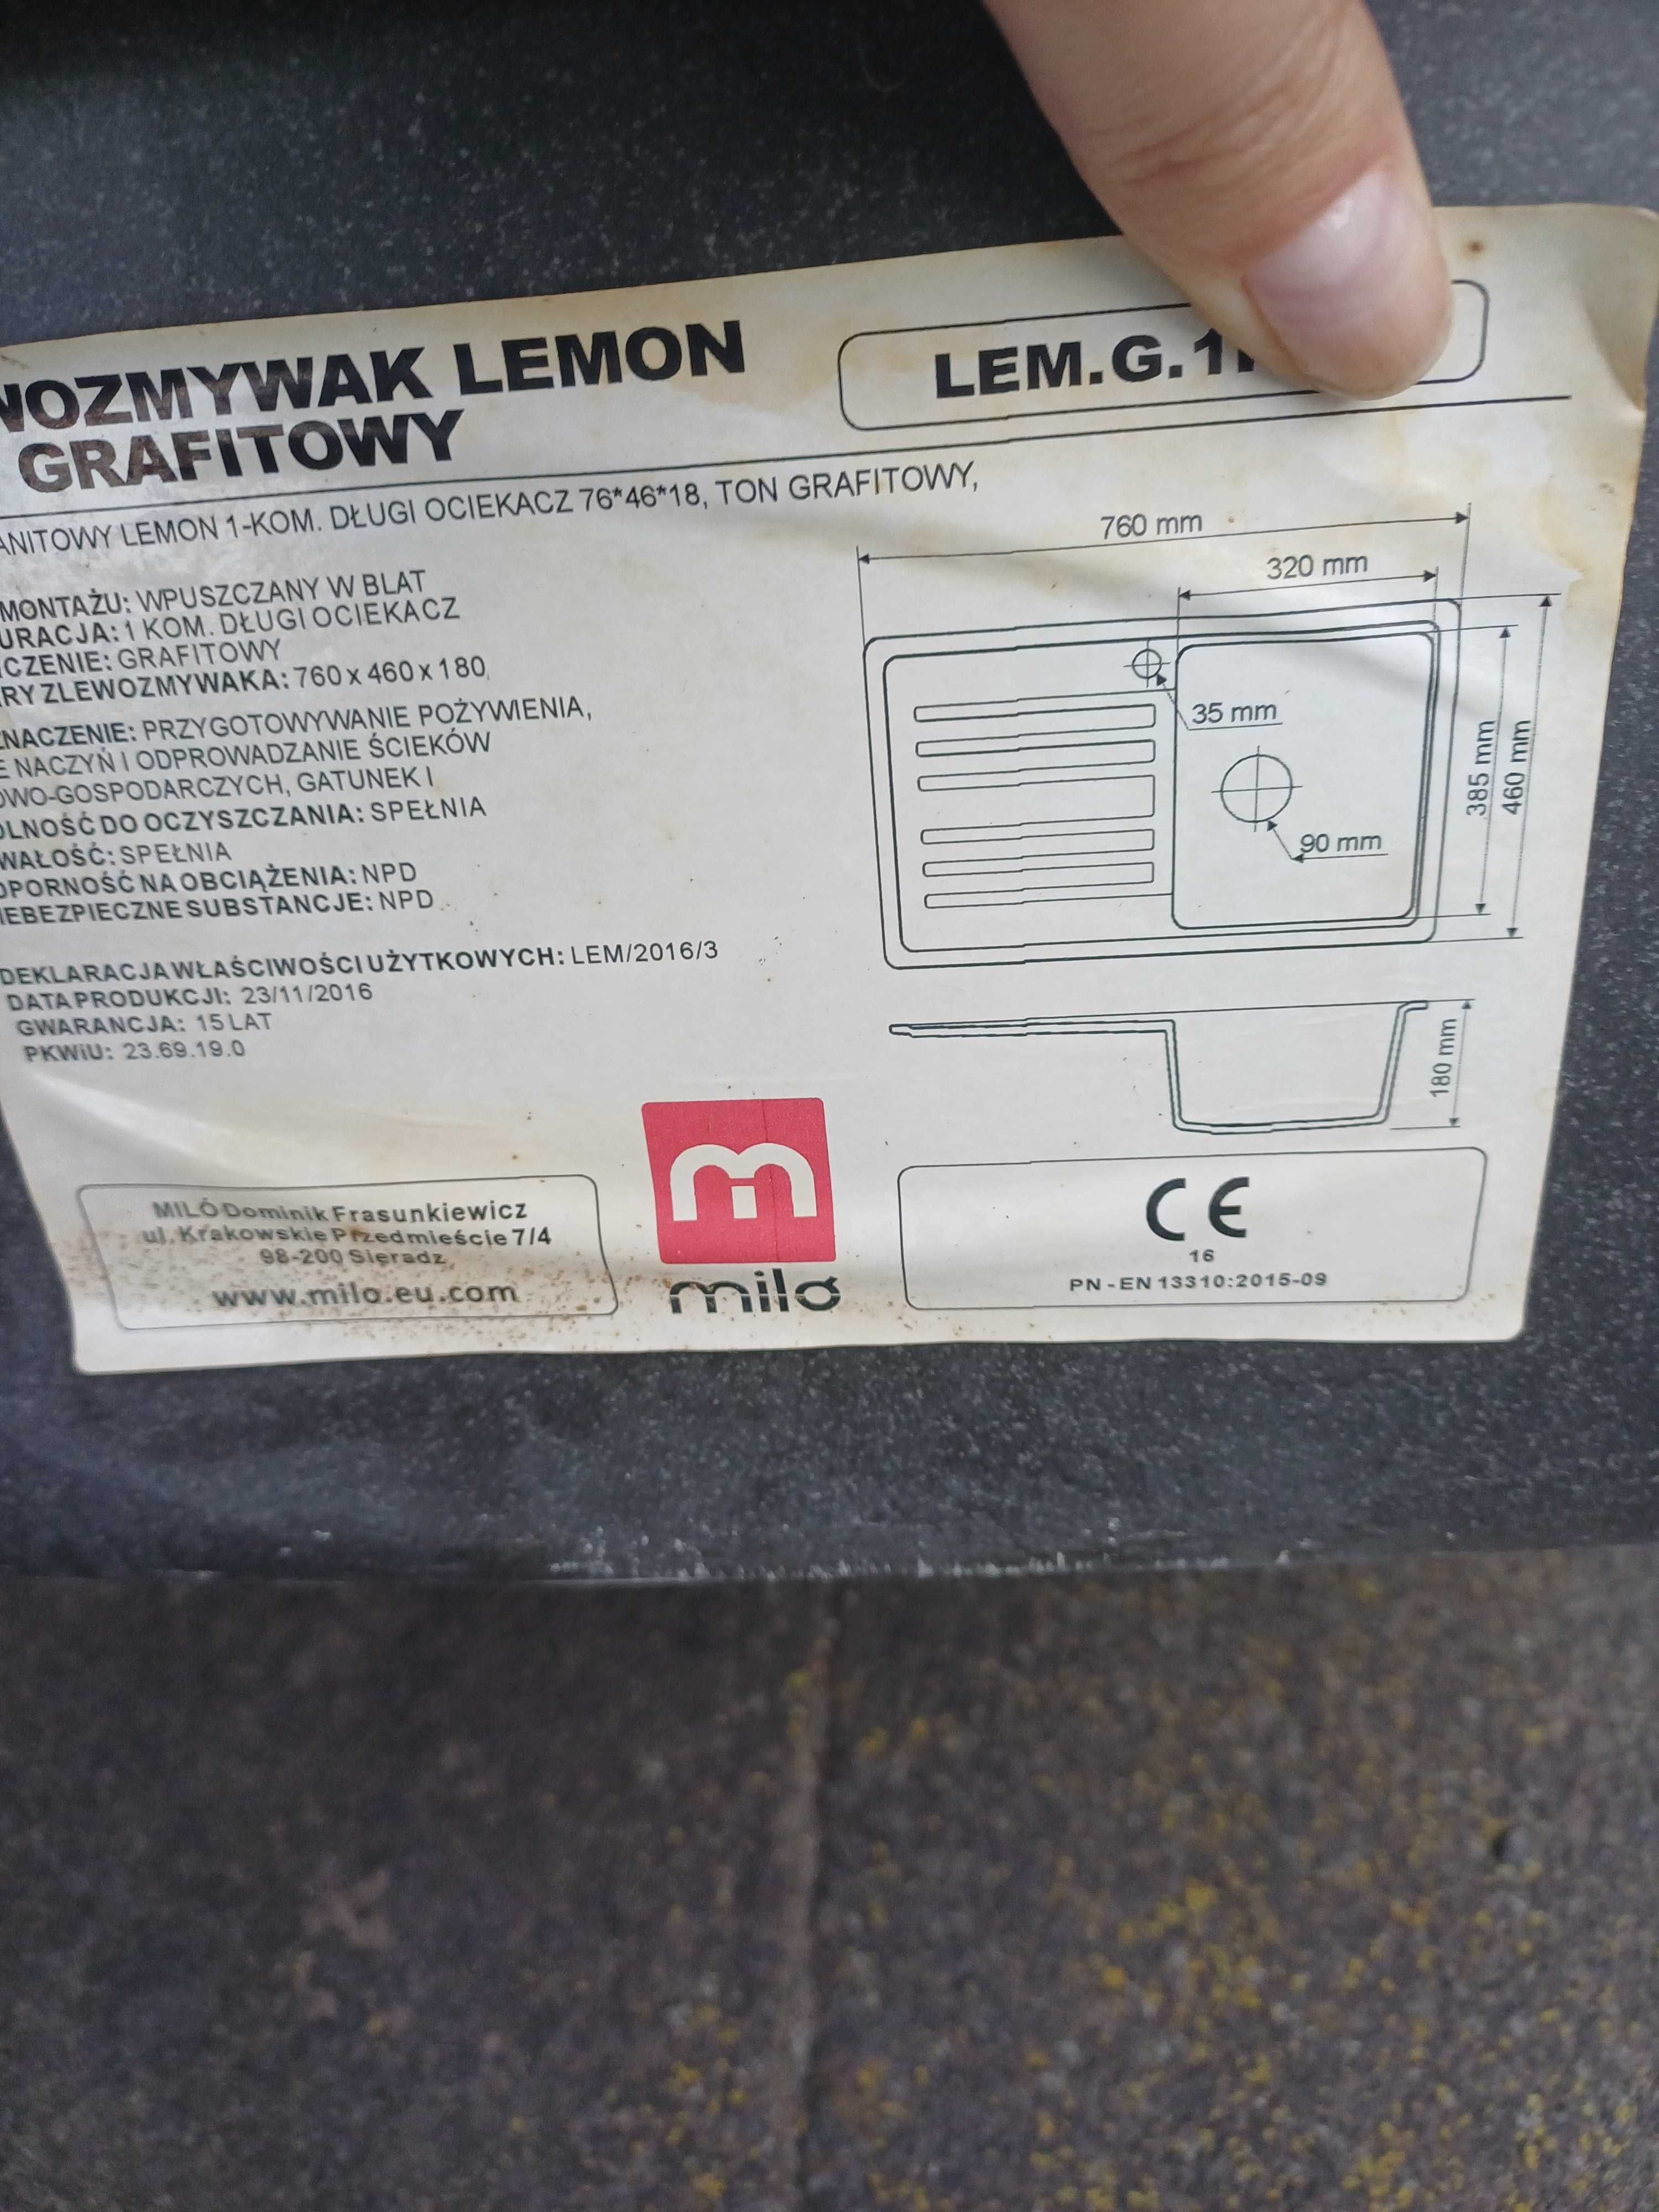 WOZMYWAK LEMON
GRAFITOWY
LEM.G.1
ANITOWY LEMON 1-KOM. DŁUGI OCIEKACZ 76*46*18, TON GRAFITOWY,
MONTAŻU: WPUSZCZANY W BLAT
URACJA: 1 KOM. DŁUGI OCIEKACZ
CZENIE: GRAFITOWY
RY ZLEWOZMYWAKA: 760 x 460 x 180
ZNACZENIE: PRZYGOTOWYWANIE POŻYWIENIA,
E NACZYŃ I ODPROWADZANIE ŚCIEKÓW
OWO-GOSPODARCZYCH, GATUNEK I
OLNOŚĆ DO OCZYSZCZANIA: SPEŁNIA
WAŁOŚĆ: SPEŁNIA
DPORNOŚĆ NA OBCIĄŻENIA: NPD
IEBEZPIECZNE SUBSTANCJE: NPD
DEKLARACJA WŁAŚCIWOŚCI UŻYTKOWYCH: LEM/2016/3
DATA PRODUKCJI: 23/11/2016
GWARANCJA: 15 LAT
PKWiU: 23.69.19.0
760 mm
320 mm
35 mm
90 mm
385 mm
460 mm
180 mm
MILÓ Dominik Frasunkiewicz
ul. Krakowskie Przedmieście 7/4
98-200 Sieradz
www.milo.eu.com
m
miló
CE
16
PN-EN 13310:2015-09